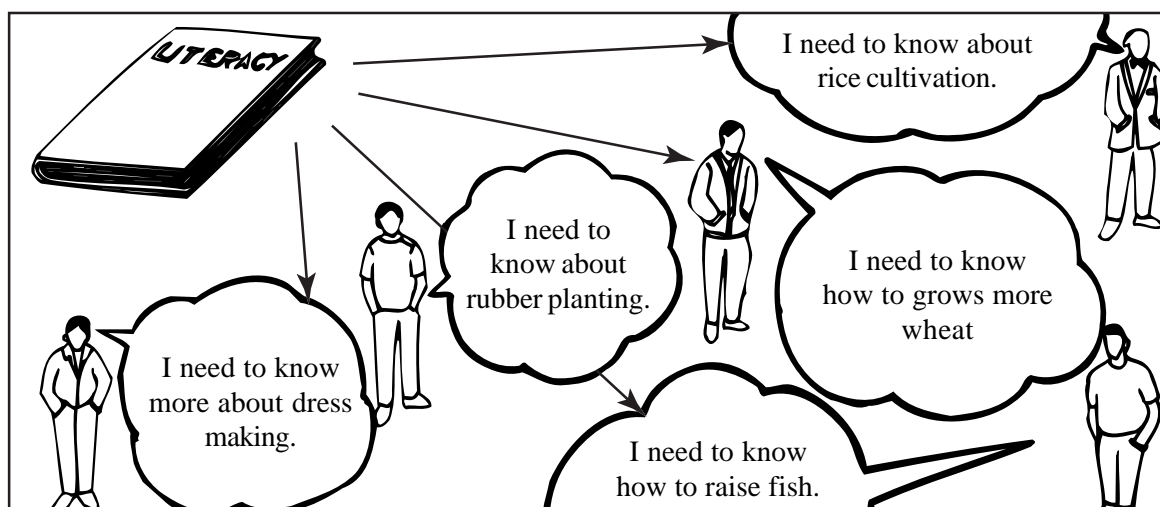 LITERACY
I need to know about
rice cultivation.
I need to
know about
rubber planting.
I need to know
how to grows more
wheat
I need to know
more about dress
making.
I need to know
how to raise fish.